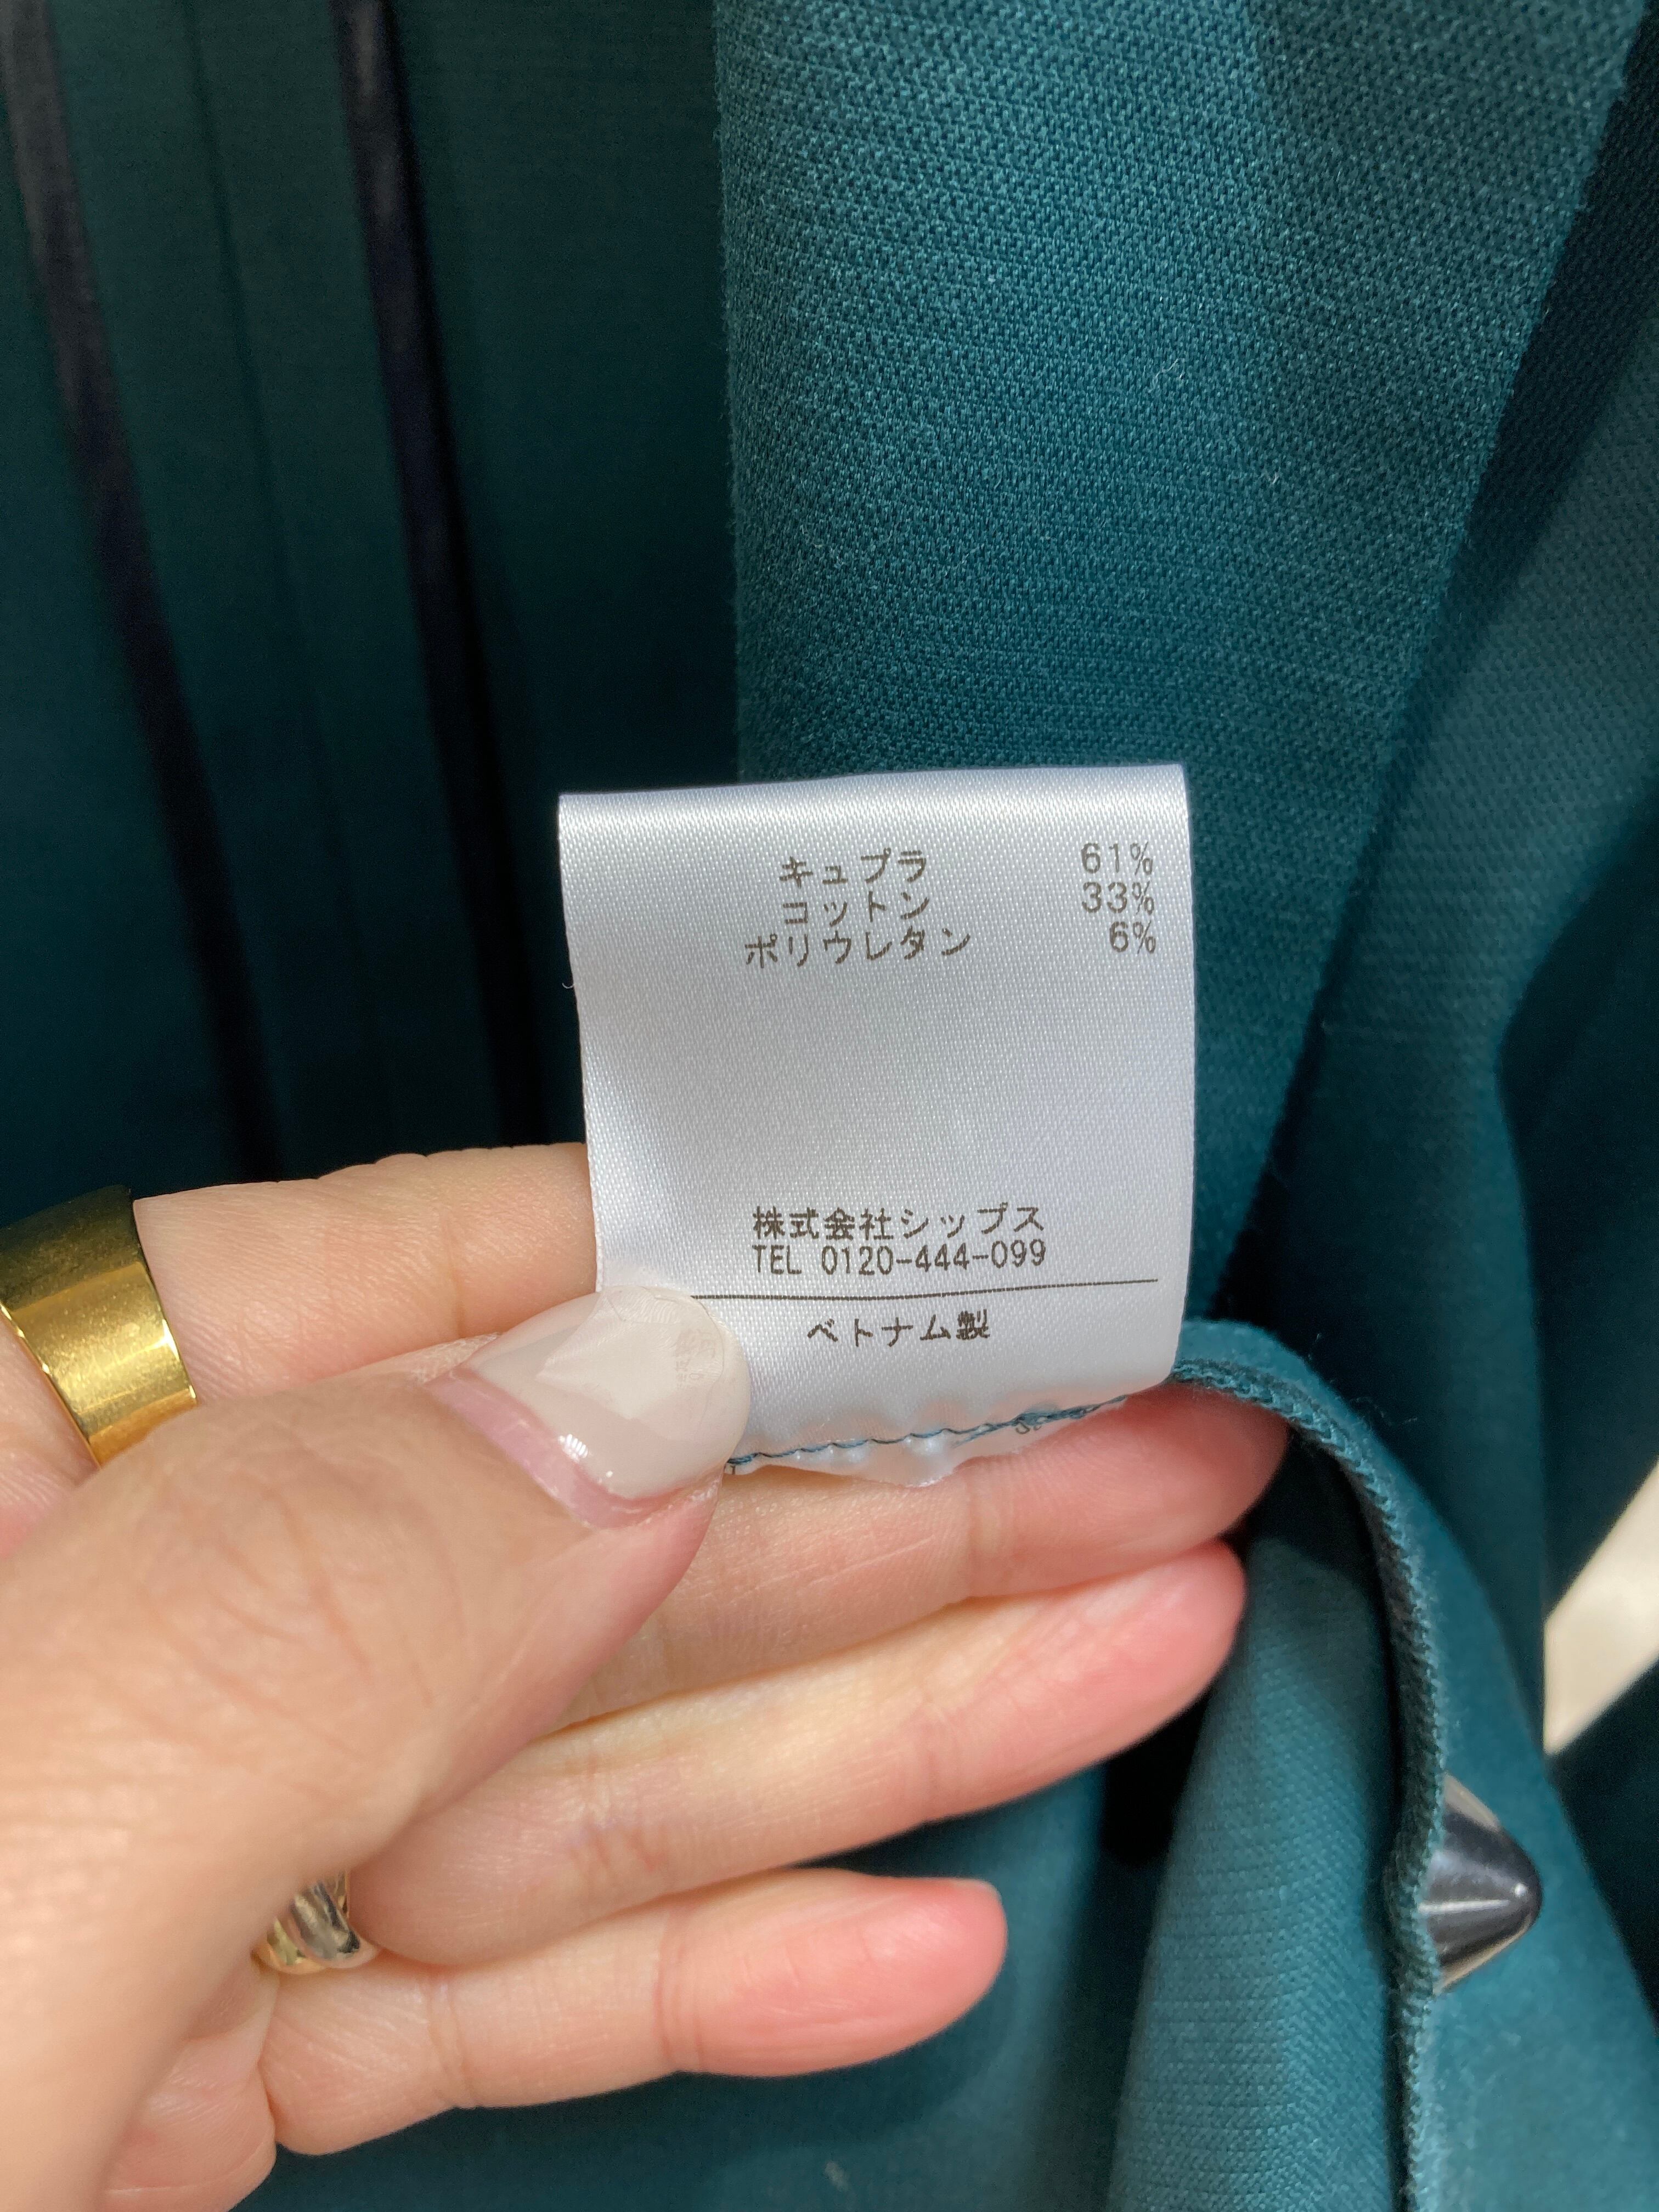 キュプラ 61%
コットン 33%
ポリウレタン 6%
株式会社シップス
TEL 0120-444-099
ベトナム製